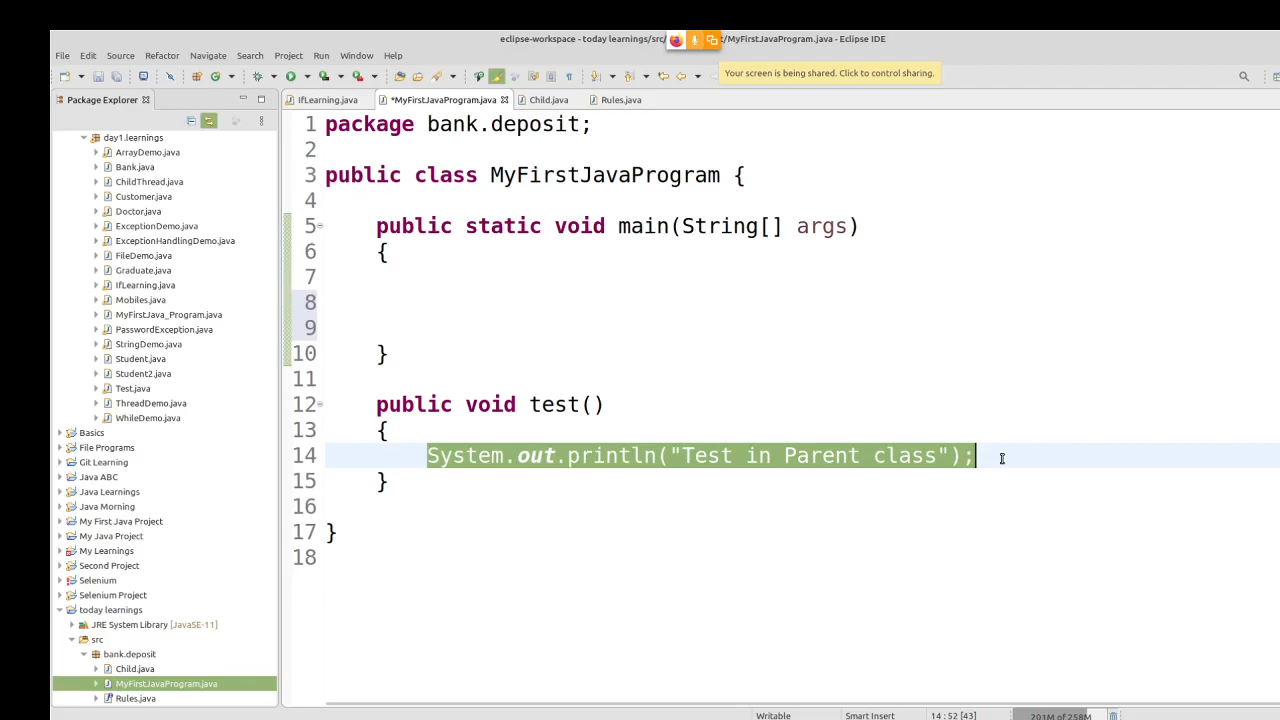 eclipse-workspace - today learnings/src/ t/MyFirstJavaProgram.java - Eclipse IDE
File Edit Source Refactor Navigate Search Project Run Window Help
Your screen is being shared. Click to control sharing.
Package Explorer
IfLearning.java *MyFirstJavaProgram.java Child.java Rules.java
day1.learnings
ArrayDemo.java
Bank.java
ChildThread.java
Customer.java
Doctor.java
ExceptionDemo.java
ExceptionHandlingDemo.java
FileDemo.java
Graduate.java
IfLearning.java
Mobiles.java
MyFirstJava_Program.java
PasswordException.java
StringDemo.java
Student.java
Student2.java
Test.java
ThreadDemo.java
WhileDemo.java
Basics
File Programs
Git Learning
Java ABC
Java Learnings
Java Morning
My First Java Project
My Java Project
My Learnings
Second Project
Selenium
Selenium Project
today learnings
JRE System Library [JavaSE-11]
src
bank.deposit
Child.java
MyFirstJavaProgram.java
Rules.java
1 package bank.deposit;
2
3 public class MyFirstJavaProgram {
4
5 public static void main(String[] args)
6 {
7
8
9
10 }
11
12 public void test()
13 {
14 System.out.println("Test in Parent class");
15 }
16
17 }
18
Writable Smart Insert 14 : 52 [43] 201M of 258M